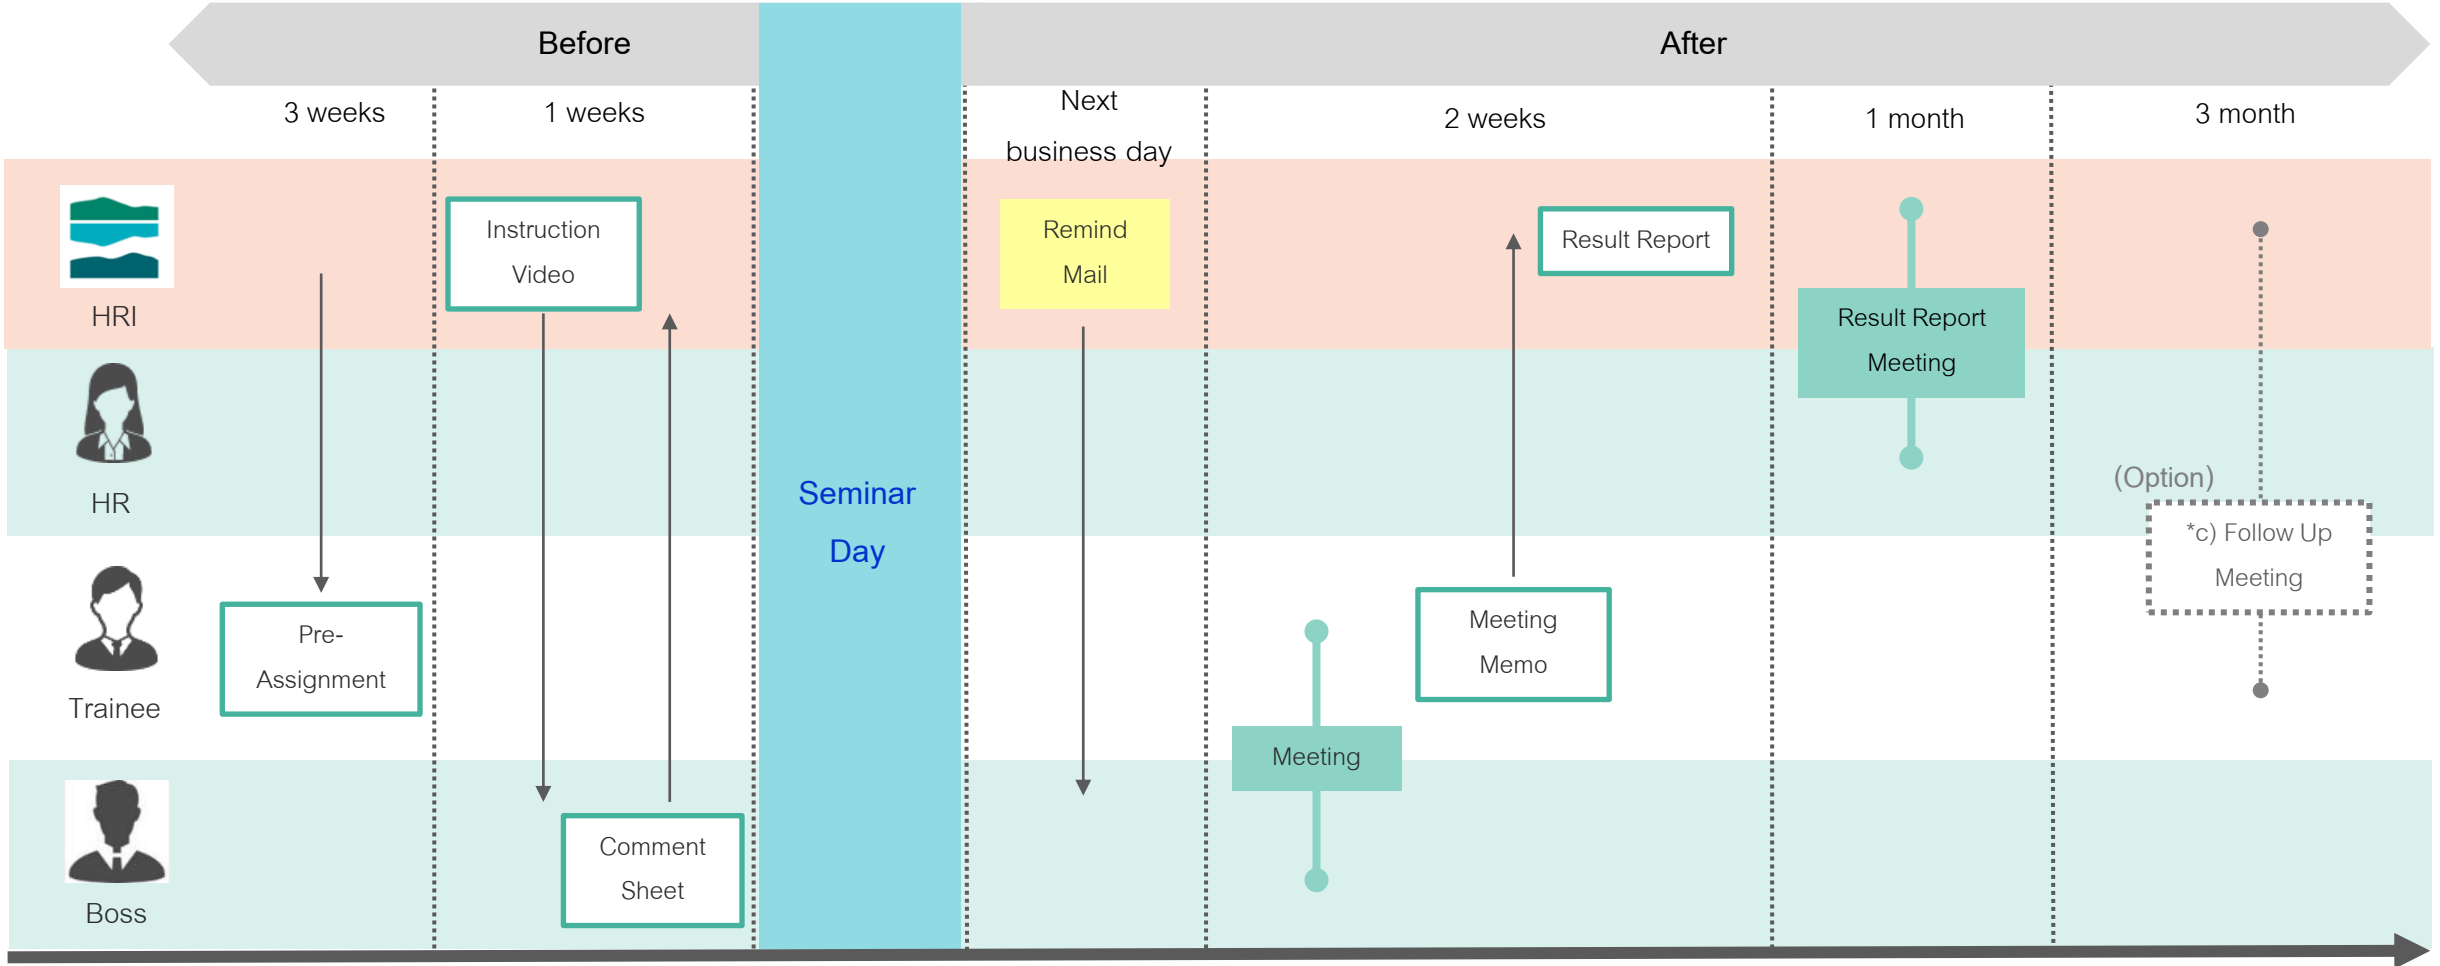 Before
After
3 weeks
1 weeks
Next
business day
2 weeks
1 month
3 month
HRI
Instruction
Video
Remind
Mail
Result Report
Result Report
Meeting
HR
Seminar
Day
(Option)
*c) Follow Up
Meeting
Trainee
Pre-
Assignment
Meeting
Memo
Meeting
Boss
Comment
Sheet